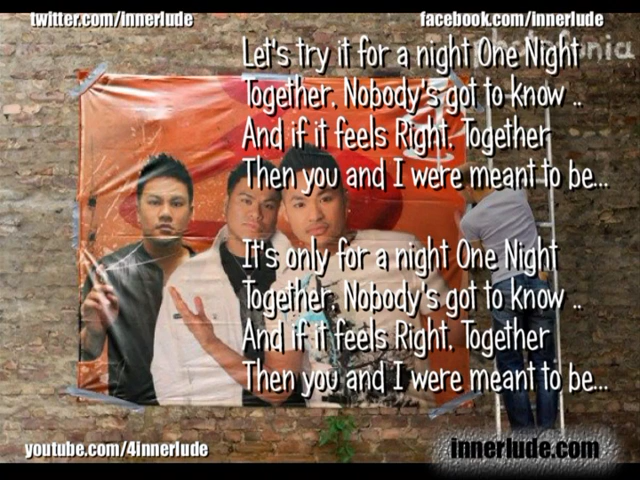 twitter.com/innerlude
facebook.com/innerlude
Let's try it for a night One Night
Together. Nobody's got to know ..
And if it feels Right. Together
Then you and I were meant to be...
It's only for a night One Night
Together. Nobody's got to know ..
And if it feels Right. Together
Then you and I were meant to be...
youtube.com/4innerlude
innerlude.com